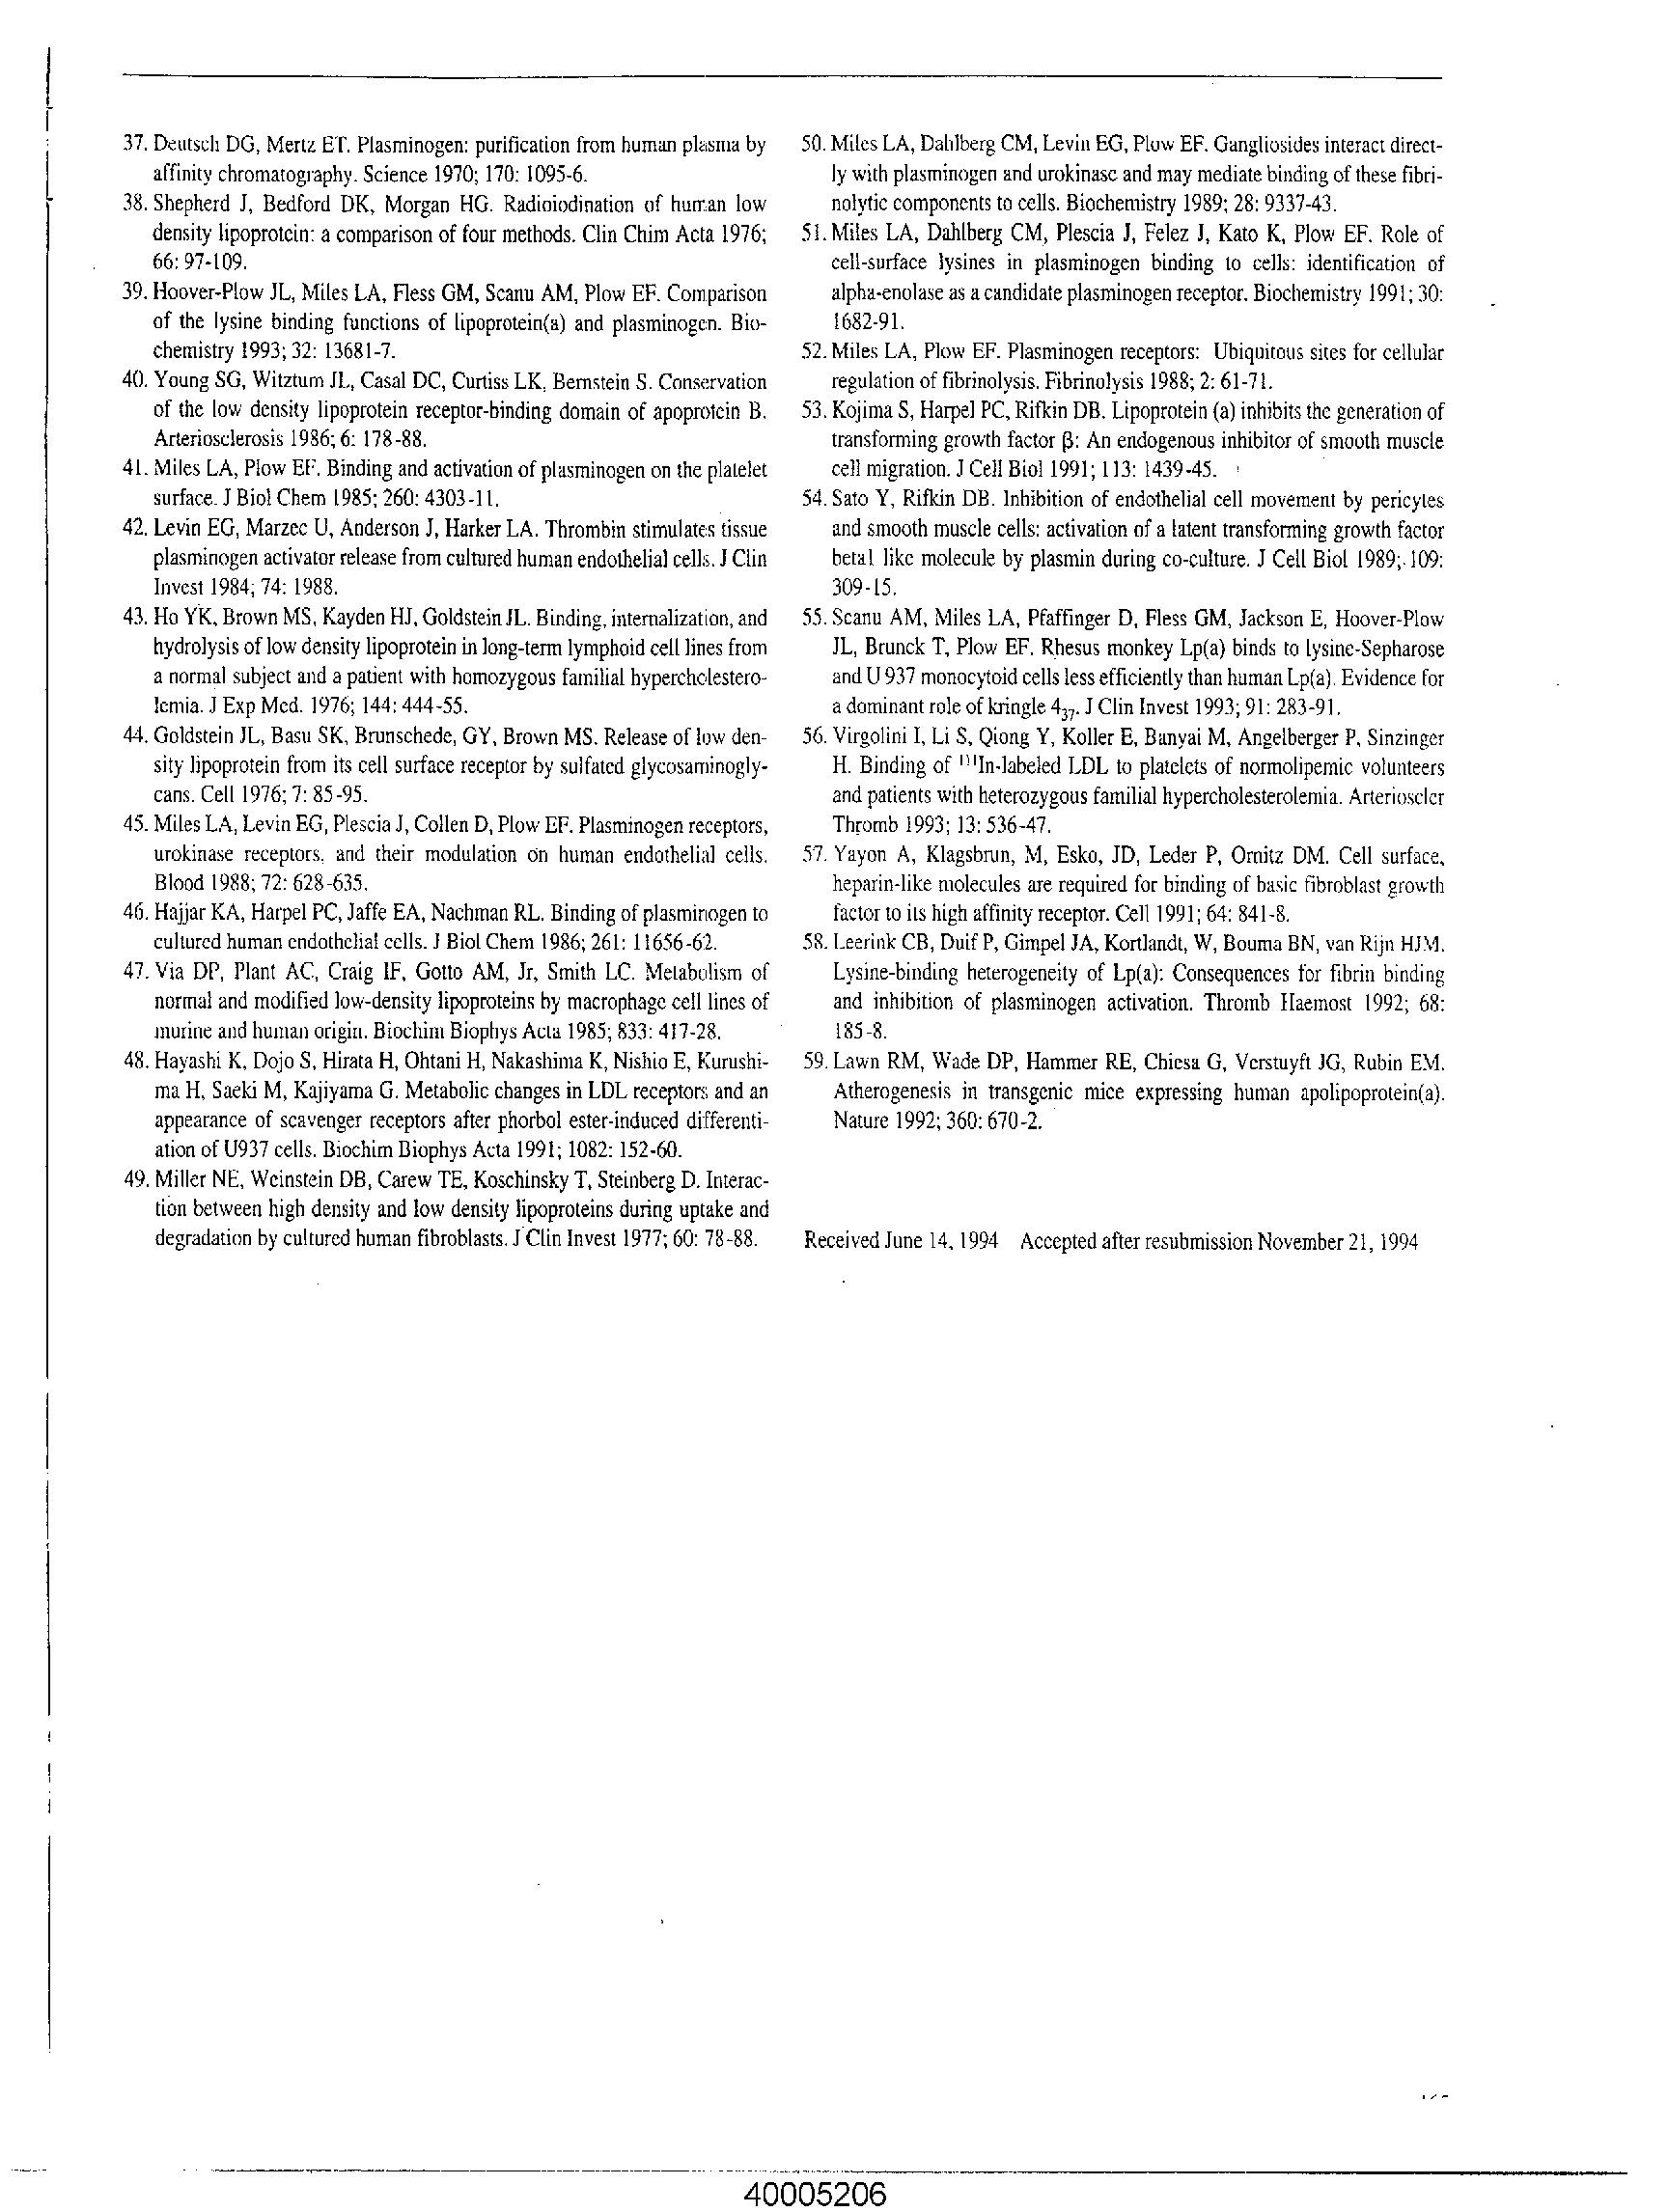 37. Deutsch DG, Mertz ET. Plasminogen: purification from human plasma by
affinity chromatography. Science 1970; 170: 1095-6.
38. Shepherd J, Bedford DK, Morgan HG. Radioiodination of human low
density lipoprotein: a comparison of four methods. Clin Chim Acta 1976;
66: 97-109.
39. Hoover-Plow JL, Miles LA, Fless GM, Scanu AM, Plow EF. Comparison
of the lysine binding functions of lipoprotein(a) and plasminogen. Bio-
chemistry 1993; 32: 13681-7.
40. Young SG, Witztum JL, Casal DC, Curtiss LK, Bernstein S. Conservation
of the low density lipoprotein receptor-binding domain of apoprotein B.
Arteriosclerosis 1986; 6: 178-88.
41. Miles LA, Plow EF. Binding and activation of plasminogen on the platelet
surface. J Biol Chem 1985; 260: 4303-11.
42. Levin EG, Marzec U, Anderson J, Harker LA. Thrombin stimulates tissue
plasminogen activator release from cultured human endothelial cells. J Clin
Invest 1984; 74: 1988.
43. Ho YK, Brown MS, Kayden HJ, Goldstein JL. Binding, internalization, and
hydrolysis of low density lipoprotein in long-term lymphoid cell lines from
a normal subject and a patient with homozygous familial hypercholestero-
lemia. J Exp Med. 1976; 144: 444-55.
44. Goldstein JL, Basu SK, Brunschede, GY, Brown MS. Release of low den-
sity lipoprotein from its cell surface receptor by sulfated glycosaminogly-
cans. Cell 1976; 7: 85-95.
45. Miles LA, Levin EG, Plescia J, Collen D, Plow EF. Plasminogen receptors,
urokinase receptors, and their modulation on human endothelial cells.
Blood 1988; 72: 628-635.
46. Hajjar KA, Harpel PC, Jaffe EA, Nachman RL. Binding of plasminogen to
cultured human endothelial cells. J Biol Chem 1986; 261: 11656-62.
47. Via DP, Plant AC, Craig IF, Gotto AM, Jr, Smith LC. Metabolism of
normal and modified low-density lipoproteins by macrophage cell lines of
murine and human origin. Biochim Biophys Acta 1985; 833: 417-28.
48. Hayashi K, Dojo S, Hirata H, Ohtani H, Nakashima K, Nishio E, Kurushi-
ma H, Saeki M, Kajiyama G. Metabolic changes in LDL receptors and an
appearance of scavenger receptors after phorbol ester-induced differenti-
ation of U937 cells. Biochim Biophys Acta 1991; 1082: 152-60.
49. Miller NE, Weinstein DB, Carew TE, Koschinsky T, Steinberg D. Interac-
tion between high density and low density lipoproteins during uptake and
degradation by cultured human fibroblasts. J Clin Invest 1977; 60: 78-88.
50. Miles LA, Dahlberg CM, Levin EG, Plow EF. Gangliosides interact direct-
ly with plasminogen and urokinase and may mediate binding of these fibri-
nolytic components to cells. Biochemistry 1989; 28: 9337-43.
51. Miles LA, Dahlberg CM, Plescia J, Felez J, Kato K, Plow EF. Role of
cell-surface lysines in plasminogen binding to cells: identification of
alpha-enolase as a candidate plasminogen receptor. Biochemistry 1991; 30:
1682-91.
52. Miles LA, Plow EF. Plasminogen receptors: Ubiquitous sites for cellular
regulation of fibrinolysis. Fibrinolysis 1988; 2: 61-71.
53. Kojima S, Harpel PC, Rifkin DB. Lipoprotein (a) inhibits the generation of
transforming growth factor β: An endogenous inhibitor of smooth muscle
cell migration. J Cell Biol 1991; 113: 1439-45.
54. Sato Y, Rifkin DB. Inhibition of endothelial cell movement by pericytes
and smooth muscle cells: activation of a latent transforming growth factor
beta1 like molecule by plasmin during co-culture. J Cell Biol 1989; 109:
309-15.
55. Scanu AM, Miles LA, Pfaffinger D, Fless GM, Jackson E, Hoover-Plow
JL, Brunck T, Plow EF. Rhesus monkey Lp(a) binds to lysine-Sepharose
and U 937 monocytoid cells less efficiently than human Lp(a). Evidence for
a dominant role of kringle 4₃₇. J Clin Invest 1993; 91: 283-91.
56. Virgolini I, Li S, Qiong Y, Koller E, Banyai M, Angelberger P, Sinzinger
H. Binding of ¹¹¹In-labeled LDL to platelets of normolipemic volunteers
and patients with heterozygous familial hypercholesterolemia. Arterioscler
Thromb 1993; 13: 536-47.
57. Yayon A, Klagsbrun, M, Esko, JD, Leder P, Ornitz DM. Cell surface,
heparin-like molecules are required for binding of basic fibroblast growth
factor to its high affinity receptor. Cell 1991; 64: 841-8.
58. Leerink CB, Duif P, Gimpel JA, Kortlandt, W, Bouma BN, van Rijn HJM.
Lysine-binding heterogeneity of Lp(a): Consequences for fibrin binding
and inhibition of plasminogen activation. Thromb Haemost 1992; 68:
185-8.
59. Lawn RM, Wade DP, Hammer RE, Chiesa G, Verstuyft JG, Rubin EM.
Atherogenesis in transgenic mice expressing human apolipoprotein(a).
Nature 1992; 360: 670-2.
Received June 14, 1994 Accepted after resubmission November 21, 1994
40005206